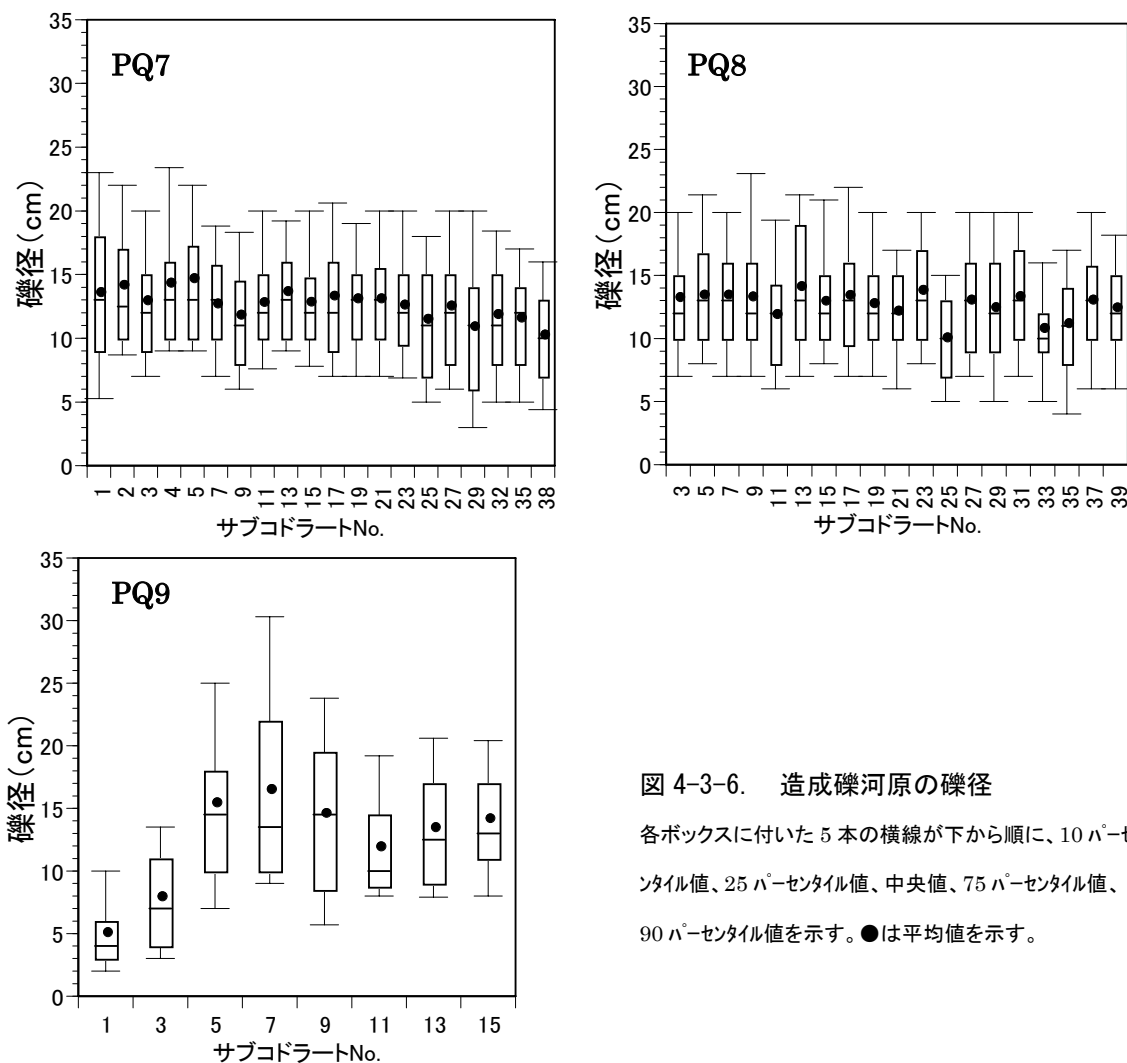 PQ7
35
30
25
20
15
10
5
0
礫径(cm)
1 2 3 4 5 7 9 11 13 15 17 19 21 23 25 27 29 32 35 38
サブコドラートNo.
PQ8
35
30
25
20
15
10
5
0
礫径(cm)
3 5 7 9 11 13 15 17 19 21 23 25 27 29 31 33 35 37 39
サブコドラートNo.
PQ9
35
30
25
20
15
10
5
0
礫径(cm)
1 3 5 7 9 11 13 15
サブコドラートNo.
図 4-3-6. 造成礫河原の礫径
各ボックスに付いた 5 本の横線が下から順に、10 パーセ
ンタイル値、25 パーセンタイル値、中央値、75 パーセンタイル値、
90 パーセンタイル値を示す。●は平均値を示す。